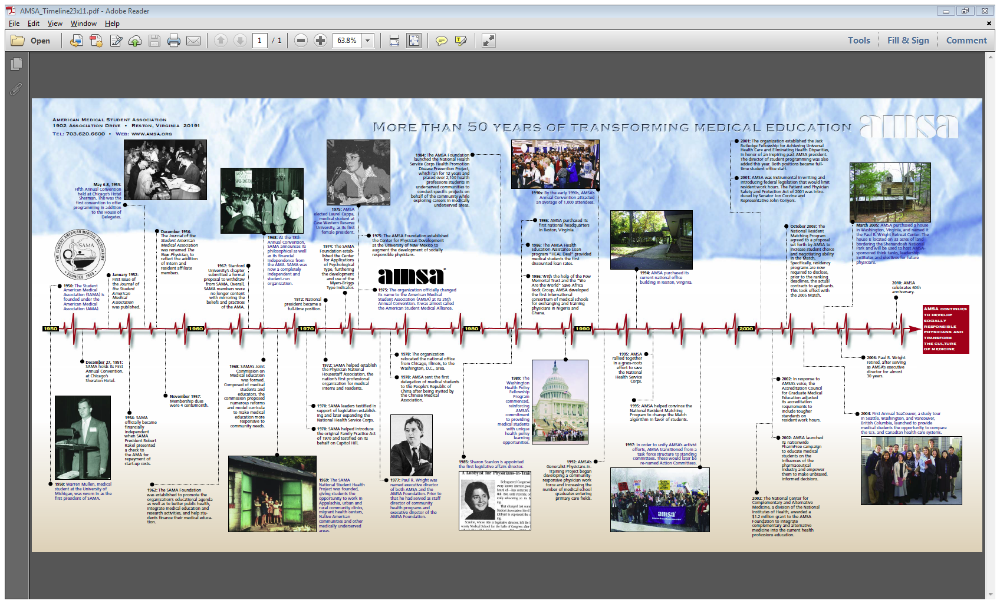 AMSA_Timeline23x11.pdf - Adobe Reader
File Edit View Window Help
Open
1 / 1
63.8%
Tools
Fill & Sign
Comment
American Medical Student Association
1902 Association Drive • Reston, Virginia 20191
Tel: 703.620.6600 • Web: www.amsa.org
More than 50 years of transforming medical education
amsa
May 6-8, 1955:
Fifth Annual Convention
held at Chicago's Hotel
Sherman. This was the
first convention to offer
programming in addition
to the House of
Delegates.
THE STUDENT AMERICAN MEDICAL ASSOCIATION
SAMA
FOUNDED 1950
1950: The Student
American Medical
Association (SAMA) is
founded under the
American Medical
Association (AMA).
January 1952:
First issue of
the Journal of
the Student
American
Medical
Association
was published.
December 1956:
The Journal of the
Student American
Medical Association
was renamed The
New Physician, to
reflect the addition
of intern and
resident affiliate
members.
1967: Stanford
University's chapter
submitted a formal
proposal to withdraw
from SAMA. Overall,
SAMA members were
no longer content
with mirroring the
beliefs and practices
of the AMA.
1968: At the 18th
Annual Convention,
SAMA announces its
philosophical as well
as its financial
independence from
the AMA. SAMA was
now a completely
independent and
student-run
organization.
1972: National
president became a
full-time position.
1975: AMSA
elected Laurel Cappa,
medical student at
Case Western Reserve
University, as its first
female president.
1974: The SAMA
Foundation estab-
lished the Center
for Applications
of Psychological
Type, furthering
the development
and use of the
Myers-Briggs
Type Indicator.
1975: The AMSA Foundation established
the Center for Physician Development
at the University of New Mexico to
augment the development of socially
responsible physicians.
amsa
1975: The organization officially changed
its name to the American Medical
Student Association (AMSA) at its 25th
Annual Convention. It was almost called
the American Student Medical Alliance.
1984: The AMSA Foundation
launched the National Health
Service Corps Health Promotion
Disease Prevention Project,
which ran for 12 years and
placed over 2,100 health
professions students in
underserved communities to
conduct specific projects on
behalf of the community while
exploring careers in medically
underserved areas.
1990s: By the early 1990s, AMSA's
Annual Convention attracted
an average of 1,000 attendees.
1986: AMSA purchased its
first national headquarters
in Reston, Virginia.
1986: The AMSA Health
Education Assistance Loan
program "HEAL Deal" provided
medical students the first
discounted loan rates.
1986: With the help of the Pew
Memorial Trust and the "We
Are the World" Save Africa
Rock Group, AMSA developed
the first international
consortium of medical schools
for exchanging and training
physicians in Nigeria and
Ghana.
1994: AMSA purchased its
current national office
building in Reston, Virginia.
2001: The organization established the Jack
Rutledge Fellowship for Achieving Universal
Health Care and Eliminating Health Disparities,
in honor of an inspiring past AMSA president.
The director of student programming was also
added this year. Both positions became full-
time student office staff.
2001: AMSA was instrumental in writing and
introducing federal legislation that would limit
resident work hours. The Patient and Physician
Safety and Protection Act of 2001 was intro-
duced by Senator Jon Corzine and
Representative John Conyers.
October 2003: The
National Resident
Matching Program
agreed to a proposal
set forth by AMSA to
increase student choice
and negotiating ability
in the Match.
Specifically, residency
programs are now
required to disclose,
prior to the ranking
deadlines, the actual
contracts to applicants.
This took effect with
the 2005 Match.
March 2005: AMSA purchased a house
in Washington, Virginia, and named it
the Paul R. Wright Retreat Center. The
house is located on 33 acres of land
bordering the Shenandoah National
Park and will be used to host AMSA-
sponsored think tanks, leadership
institutes and electives for future
physicians.
2010: AMSA
celebrates 60th
anniversary.
1950
1960
1970
1980
1990
2000
AMSA CONTINUES
TO DEVELOP
SOCIALLY
RESPONSIBLE
PHYSICIANS AND
TRANSFORM
THE CULTURE
OF MEDICINE
December 27, 1951:
SAMA holds its First
Annual Convention,
at Chicago's
Sheraton Hotel.
1950: Warren Mullen, medical
student at the University of
Michigan, was sworn in as the
first president of SAMA.
1954: SAMA
officially became
financially
independent
when SAMA
President Robert
Rakel presented
a check to
the AMA for
repayment of
start-up costs.
November 1957:
Membership dues
were 4 cents/month.
1962: The SAMA Foundation
was established to promote the
organization's educational agenda
as well as to better public health,
integrate medical education and
research activities, and help stu-
dents finance their medical educa-
tion.
1968: SAMA's Joint
Commission on
Medical Education
was formed.
Composed of medical
students and
educators, the
commission proposed
numerous reforms
and model curricula
to make medical
education more
responsive to
community needs.
1972: SAMA helped establish
the Physician National
Housestaff Association, the
nation's first professional
organization for medical
interns and residents.
1970: SAMA leaders testified in
support of legislation establish-
ing and later expanding the
National Health Service Corps.
1970: SAMA helped introduce
the original Family Practice Act
of 1970 and testified on its
behalf on Capitol Hill.
1969: The SAMA
National Student Health
Project was founded,
giving students the
opportunity to work in
Appalachia, urban and
rural community clinics,
migrant health centers,
Native American
communities and other
medically underserved
areas.
1978: The organization
relocated the national office
from Chicago, Illinois, to the
Washington, D.C., area.
1978: AMSA sent the first
delegation of medical students
to the People's Republic of
China after being invited by
the Chinese Medical
Association.
1977: Paul R. Wright was
named executive director
of both AMSA and the
AMSA Foundation. Prior to
that he had served as staff
director of community
health programs and
executive director of the
AMSA Foundation.
1985: Sharon Scanlon is appointed
the first legislative affairs director.
A Lobbyist for Physicians-in-Train
1989: The
Washington
Health Policy
Fellowship
Program
commenced,
reinforcing
AMSA's
commitment
to providing
medical students
with unique
health policy
learning
opportunities.
1992: AMSA's
Generalist Physicians-in-
Training Project began
developing a community-
responsive physician work
force and increasing the
number of medical school
graduates entering
primary care fields.
1995: AMSA
rallied together
in a grass-roots
effort to save
the National
Health Service
Corps.
1995: AMSA helped convince the
National Resident Matching
Program to change the Match
algorithm in favor of students.
1997: In order to unify AMSA's activist
efforts, AMSA transitioned from a
task force structure to standing
committees. These would later be
re-named Action Committees.
amsa
2002: In response to
AMSA's voice, the
Accreditation Council
for Graduate Medical
Education adjusted
its accreditation
requirements to
include tougher
standards on
resident work hours.
2002: AMSA launched
its nationwide
PharmFree campaign
to educate medical
students on the
influences of the
pharmaceutical
industry and empower
them to make unbiased,
informed decisions.
2002: The National Center for
Complementary and Alternative
Medicine, a division of the National
Institutes of Health, awarded a
$1.2 million grant to the AMSA
Foundation to integrate
complementary and alternative
medicine into the current health
professions education.
2006: Paul R. Wright
retired, after serving
as AMSA's executive
director for almost
30 years.
2004: First Annual SeaCouver, a study tour
in Seattle, Washington, and Vancouver,
British Columbia, launched to provide
medical students the opportunity to compare
the U.S. and Canadian health-care systems.